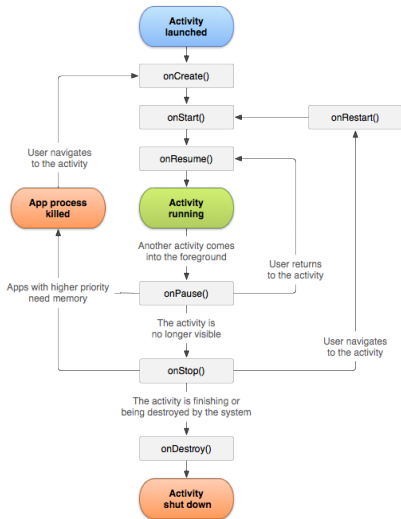 Activity
launched
onCreate()
onStart()
onRestart()
User navigates
to the activity
onResume()
App process
killed
Activity
running
Another activity comes
into the foreground
User returns
to the activity
Apps with higher priority
need memory
onPause()
The activity is
no longer visible
User navigates
to the activity
onStop()
The activity is finishing or
being destroyed by the system
onDestroy()
Activity
shut down